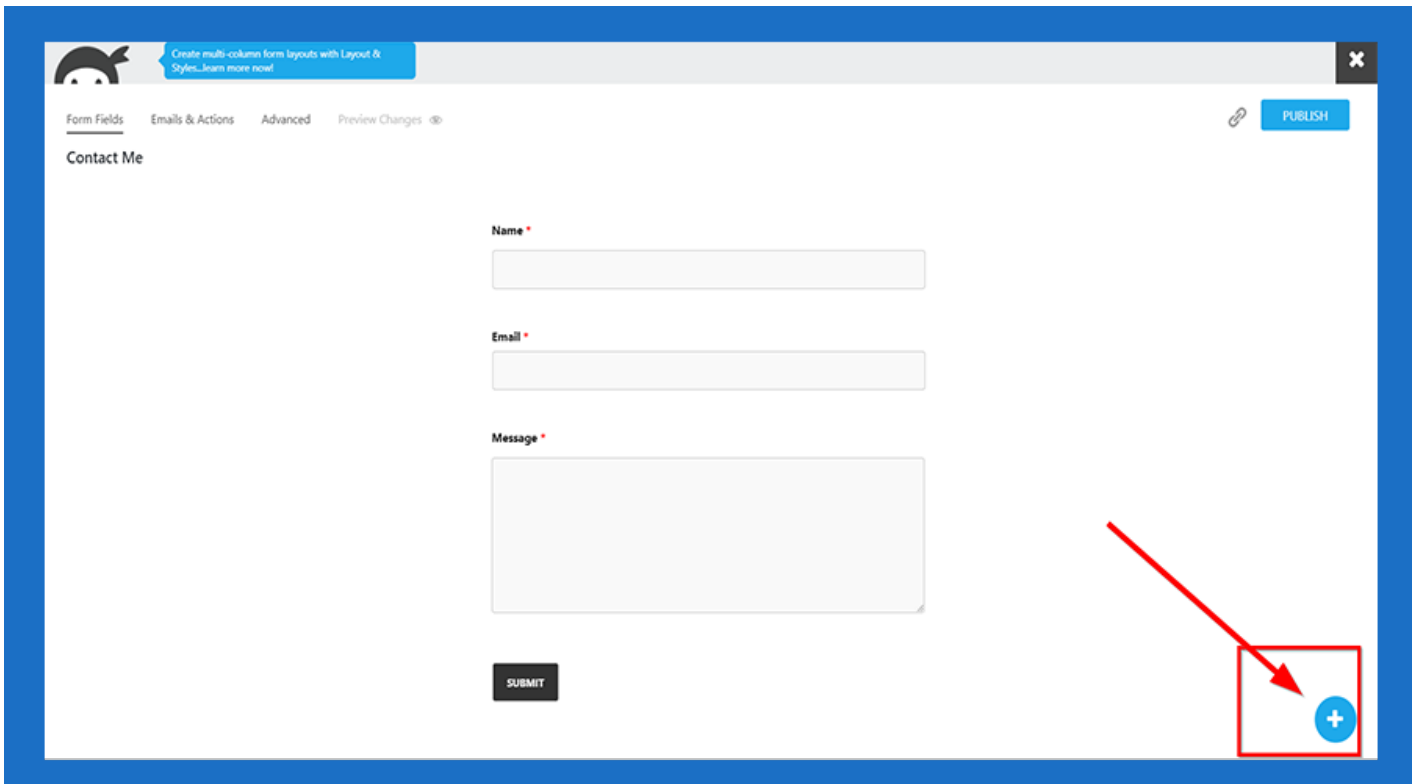 Create multi-column form layouts with Layout &
Styles...learn more now!
Form Fields Emails & Actions Advanced Preview Changes
PUBLISH
Contact Me
Name *
Email *
Message *
SUBMIT